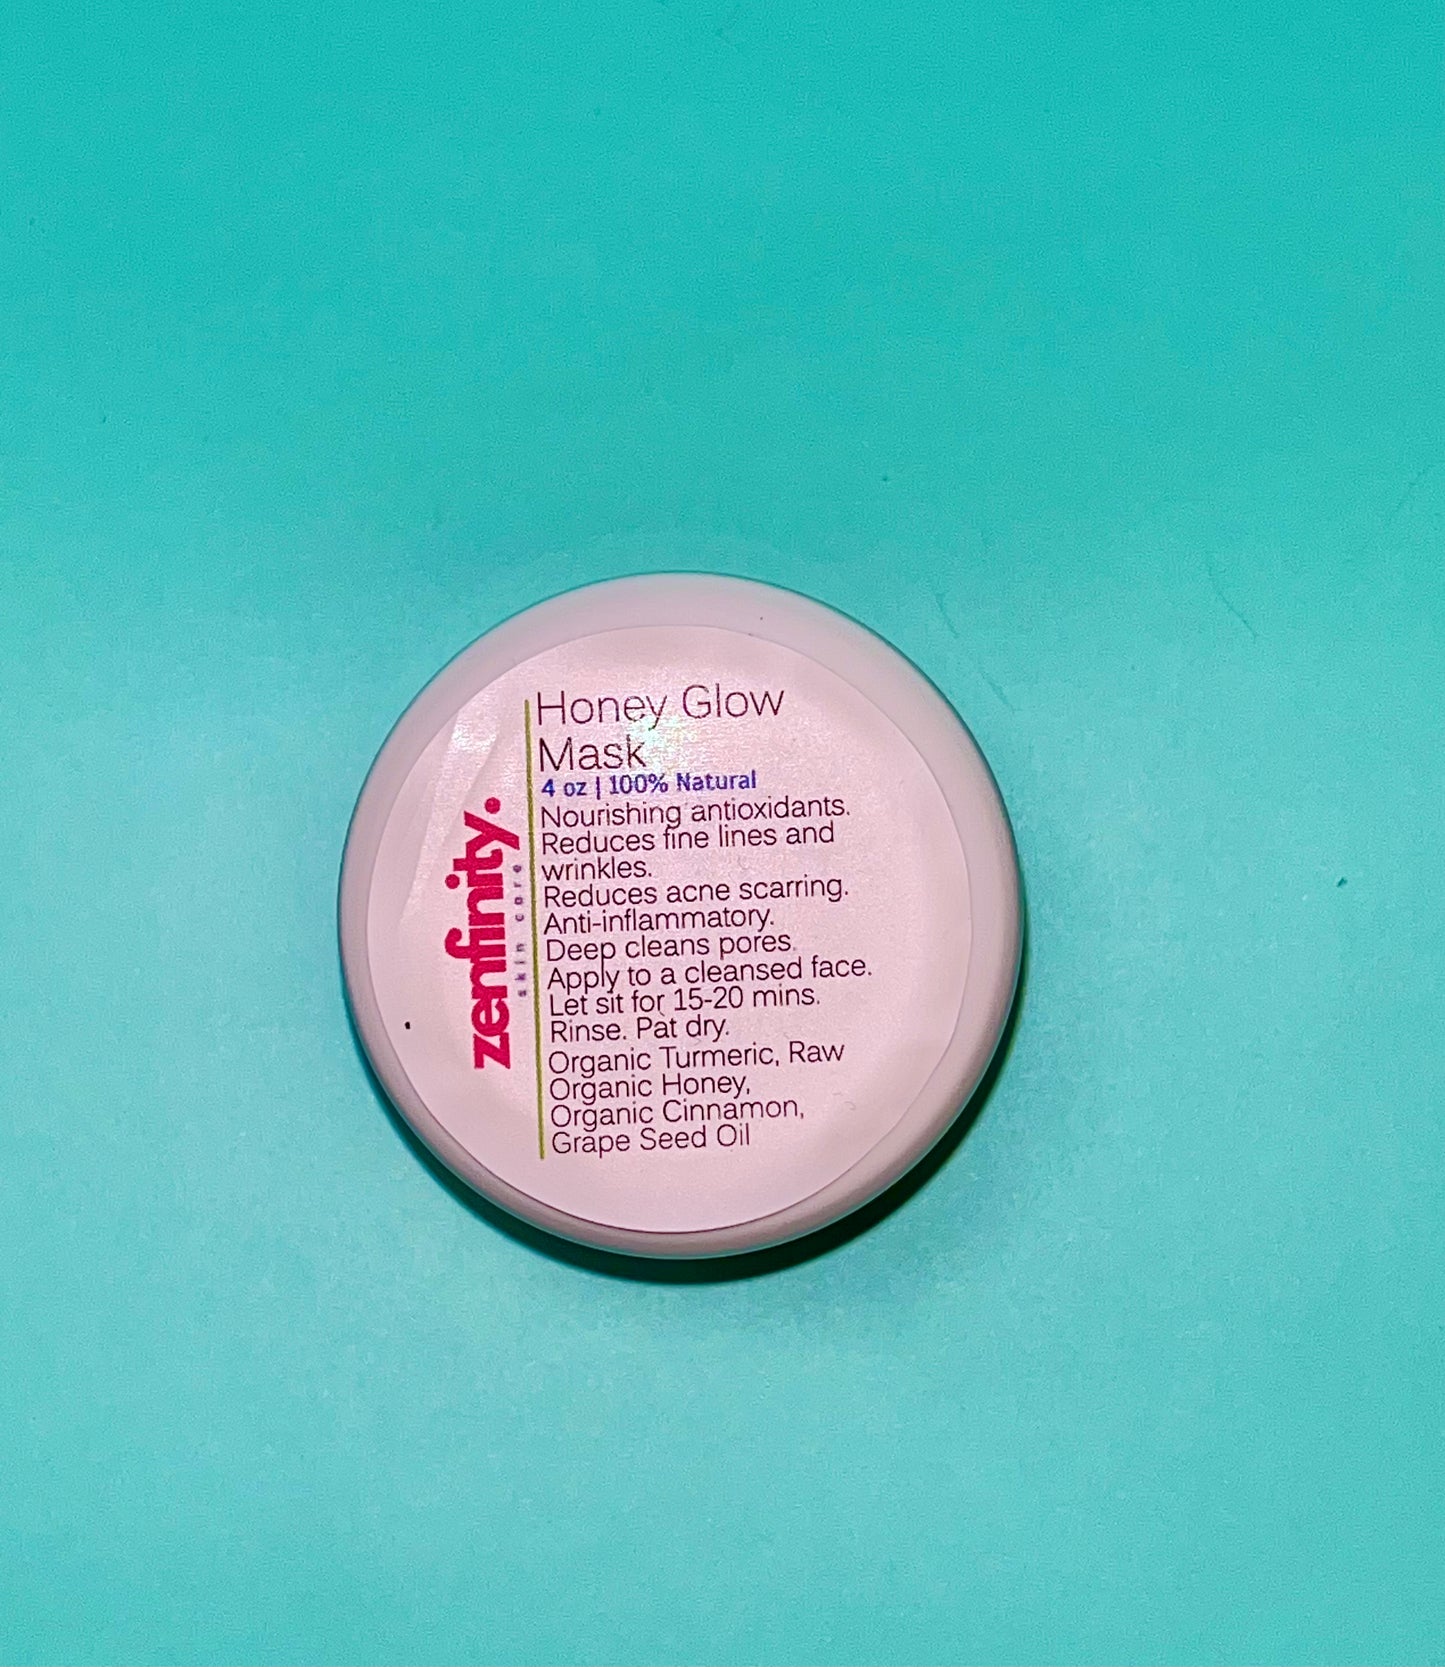 zenfinity.
skin care
Honey Glow
Mask
4 oz | 100% Natural
Nourishing antioxidants.
Reduces fine lines and
wrinkles.
Reduces acne scarring.
Anti-inflammatory.
Deep cleans pores.
Apply to a cleansed face.
Let sit for 15-20 mins.
Rinse. Pat dry.
Organic Turmeric, Raw
Organic Honey,
Organic Cinnamon,
Grape Seed Oil